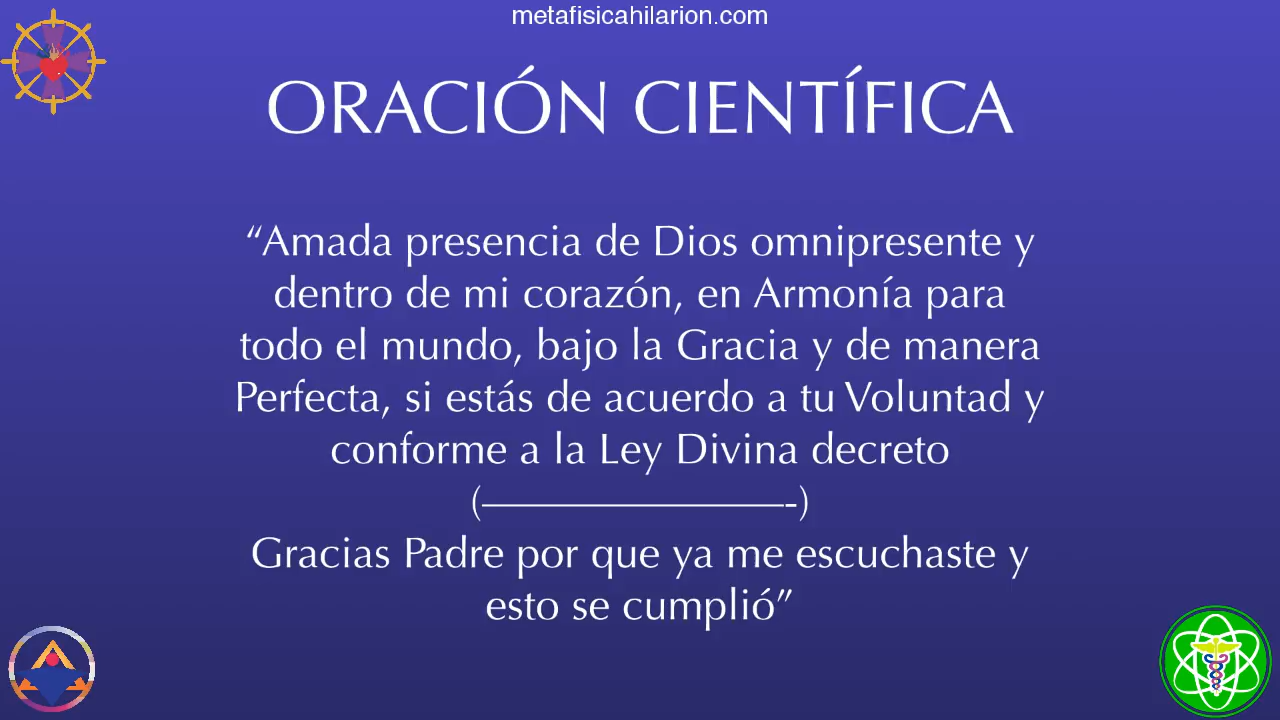 metafisicahilarion.com
ORACIÓN CIENTÍFICA
“Amada presencia de Dios omnipresente y
dentro de mi corazón, en Armonía para
todo el mundo, bajo la Gracia y de manera
Perfecta, si estás de acuerdo a tu Voluntad y
conforme a la Ley Divina decreto
(———————————-)
Gracias Padre por que ya me escuchaste y
esto se cumplió”